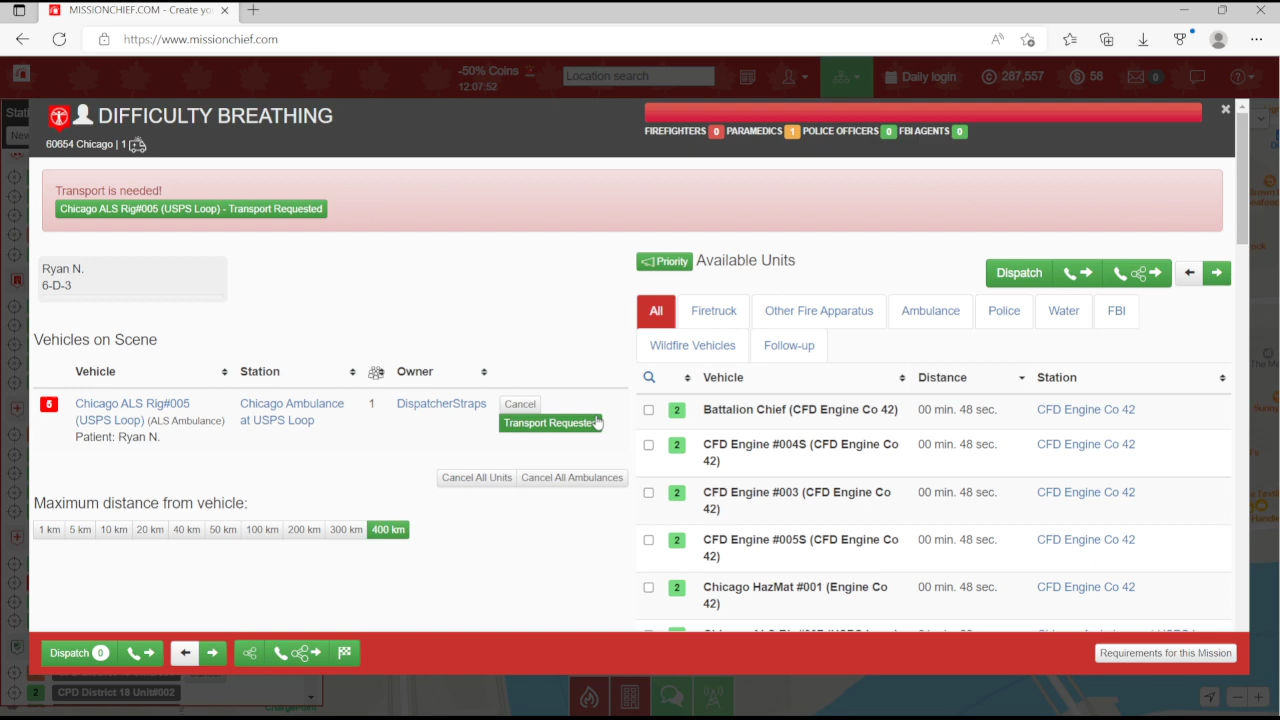 MISSIONCHIEF.COM - Create yo
https://www.missionchief.com
-50% Coins
12:07:52
Location search
Daily login
287,557
58
0
DIFFICULTY BREATHING
60654 Chicago | 1
FIREFIGHTERS 0 PARAMEDICS 1 POLICE OFFICERS 0 FBI AGENTS 0
Transport is needed!
Chicago ALS Rig#005 (USPS Loop) - Transport Requested
Ryan N.
6-D-3
Priority Available Units
Dispatch
All Firetruck Other Fire Apparatus Ambulance Police Water FBI
Wildfire Vehicles Follow-up
Vehicles on Scene
Vehicle Station Owner
5 Chicago ALS Rig#005 (USPS Loop) (ALS Ambulance)
Patient: Ryan N.
Chicago Ambulance at USPS Loop
1
DispatcherStraps
Cancel
Transport Requested
Cancel All Units Cancel All Ambulances
Maximum distance from vehicle:
1 km 5 km 10 km 20 km 40 km 50 km 100 km 200 km 300 km 400 km
Vehicle Distance Station
2 Battalion Chief (CFD Engine Co 42) 00 min. 48 sec. CFD Engine Co 42
2 CFD Engine #004S (CFD Engine Co 42) 00 min. 48 sec. CFD Engine Co 42
2 CFD Engine #003 (CFD Engine Co 42) 00 min. 48 sec. CFD Engine Co 42
2 CFD Engine #005S (CFD Engine Co 42) 00 min. 48 sec. CFD Engine Co 42
2 Chicago HazMat #001 (Engine Co 42) 00 min. 48 sec. CFD Engine Co 42
Dispatch 0
Requirements for this Mission
2 CPD District 18 Unit#002